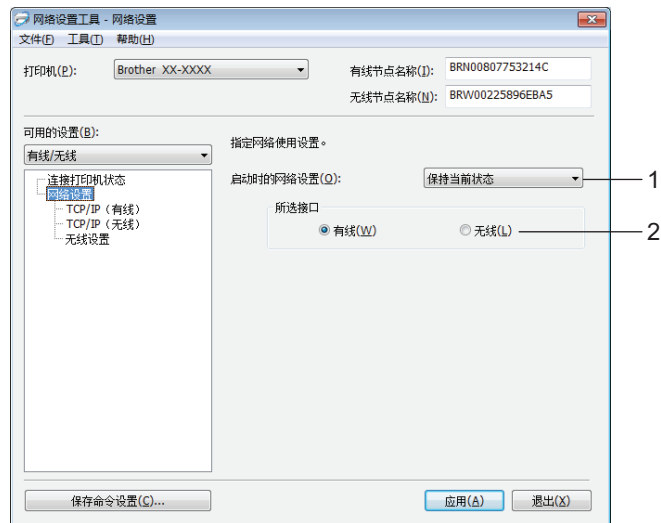 网络设置工具 - 网络设置
文件(F) 工具(T) 帮助(H)
打印机(P): Brother XX-XXXX
有线节点名称(I): BRN00807753214C
无线节点名称(N): BRW00225896EBA5
可用的设置(B):
有线/无线
连接打印机状态
网络设置
TCP/IP（有线）
TCP/IP（无线）
无线设置
指定网络使用设置。
启动时的网络设置(O): 保持当前状态 1
所选接口
有线(W) 无线(L) 2
保存命令设置(C)... 应用(A) 退出(X)